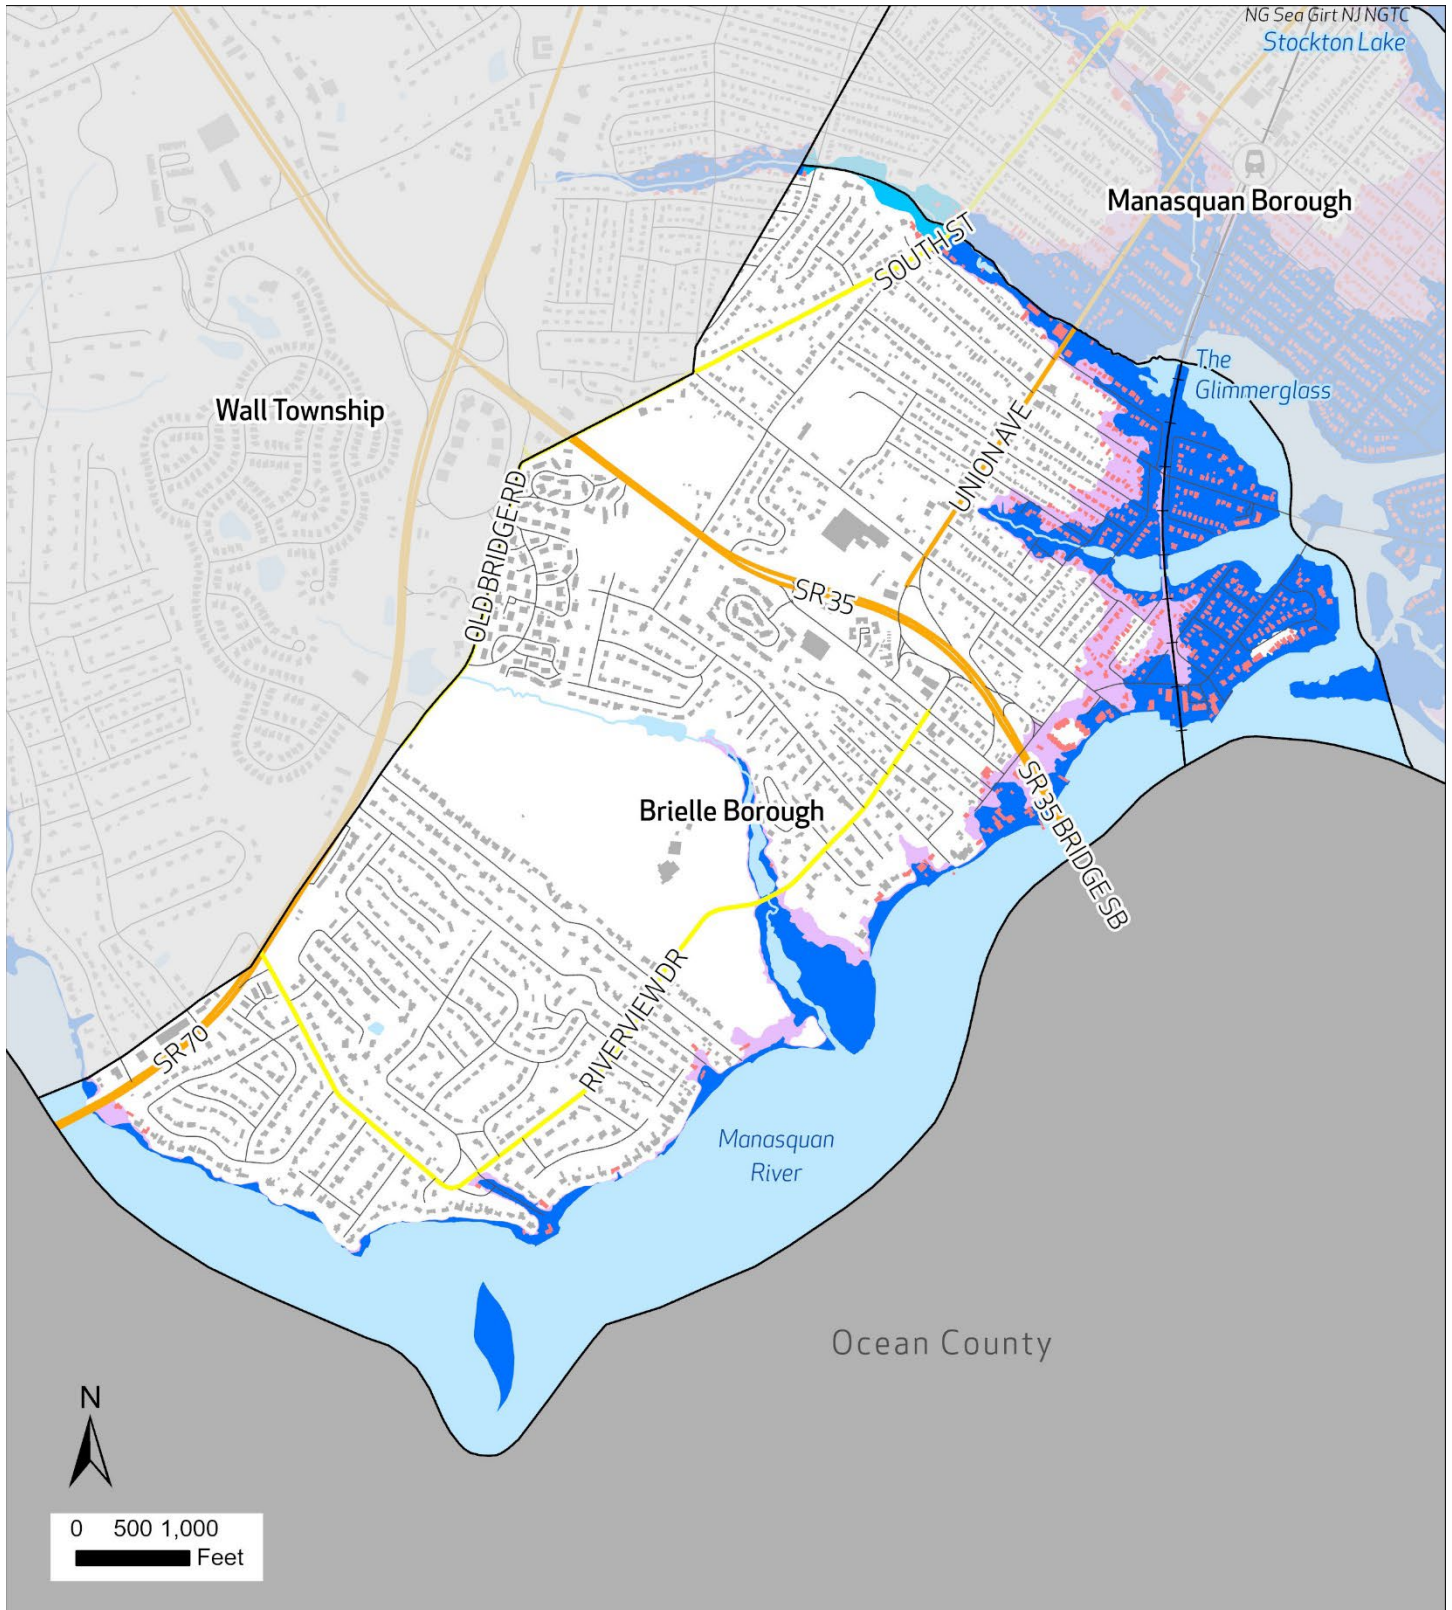 NG Sea Girt NJ NGTC
Stockton Lake
Manasquan Borough
SOUTH ST
The
Glimmerglass
Wall Township
UNION AVE
OLD BRIDGE RD
SR 35
SR 35 BRIDGE SB
Brielle Borough
RIVERVIEW DR
SR 70
Manasquan
River
Ocean County
N
0 500 1,000
Feet